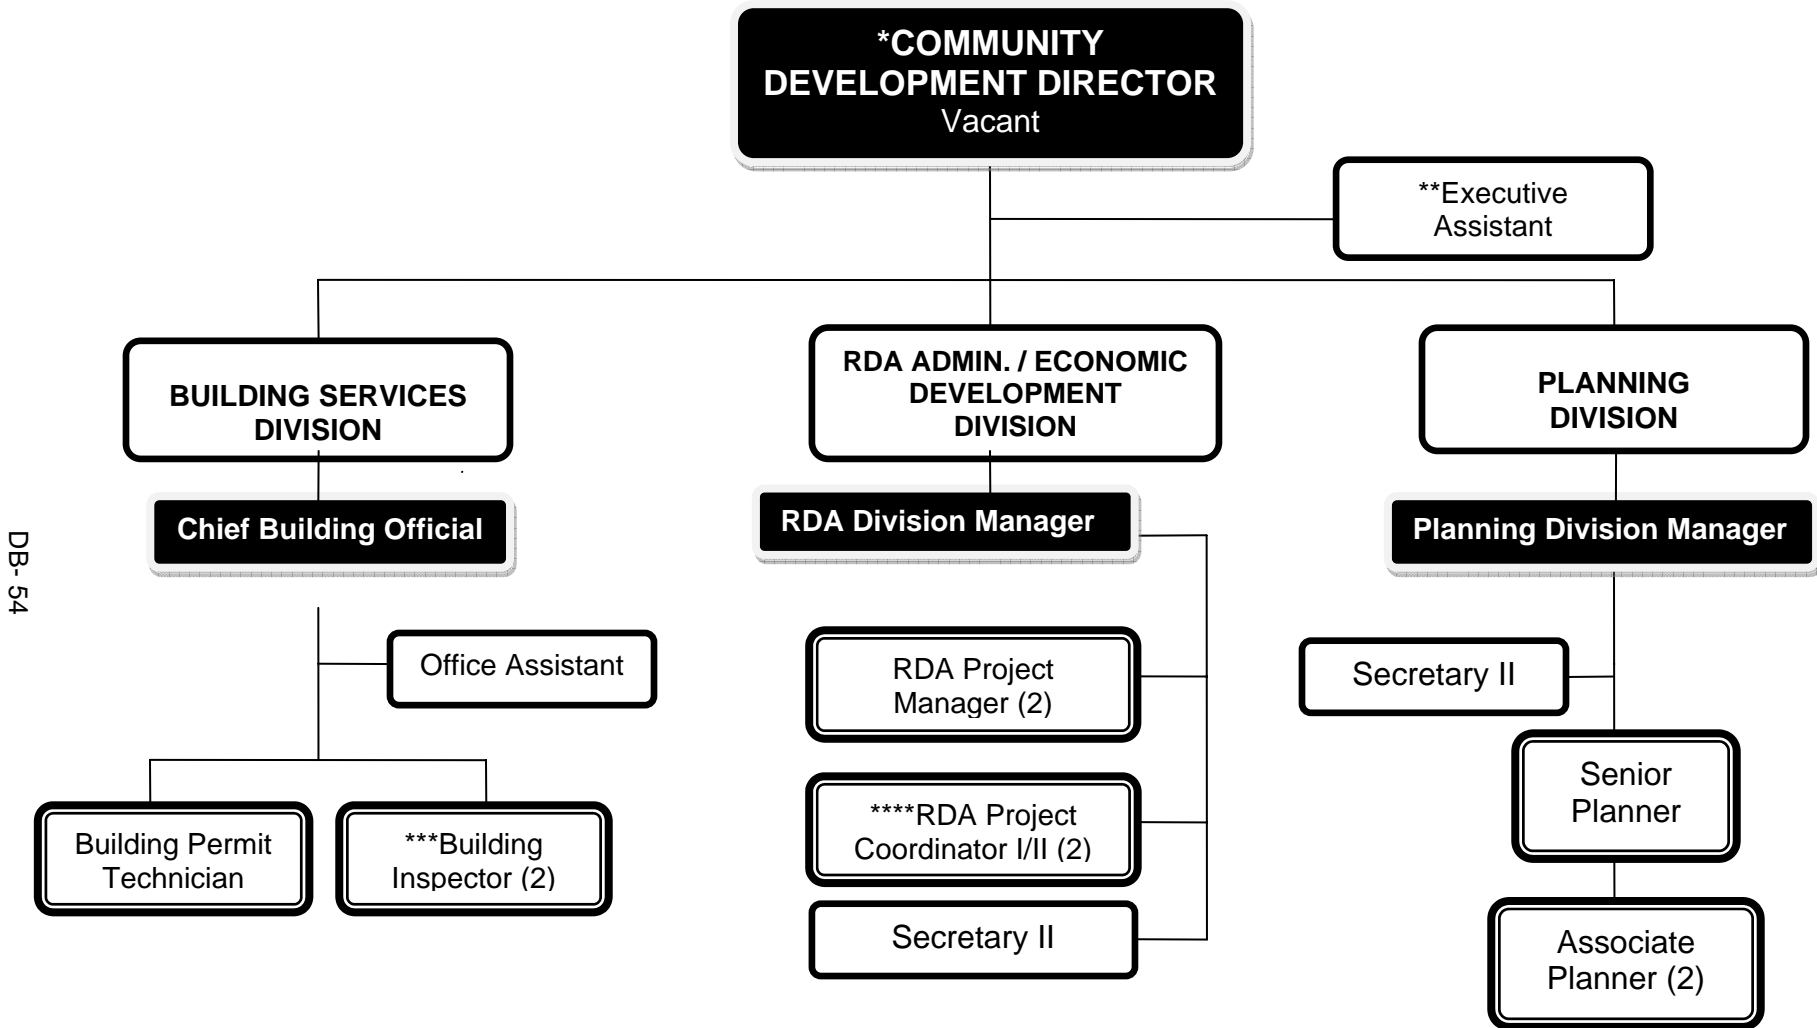 *COMMUNITY
DEVELOPMENT DIRECTOR
Vacant
**Executive
Assistant
BUILDING SERVICES
DIVISION
RDA ADMIN. / ECONOMIC
DEVELOPMENT
DIVISION
PLANNING
DIVISION
Chief Building Official
RDA Division Manager
Planning Division Manager
Office Assistant
Building Permit
Technician
***Building
Inspector (2)
RDA Project
Manager (2)
****RDA Project
Coordinator I/II (2)
Secretary II
Secretary II
Senior
Planner
Associate
Planner (2)
DB- 54